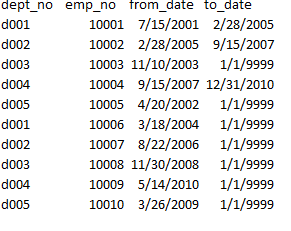 dept_no emp_no from_date to_date
d001 10001 7/15/2001 2/28/2005
d002 10002 2/28/2005 9/15/2007
d003 10003 11/10/2003 1/1/9999
d004 10004 9/15/2007 12/31/2010
d005 10005 4/20/2002 1/1/9999
d001 10006 3/18/2004 1/1/9999
d002 10007 8/22/2006 1/1/9999
d003 10008 11/30/2008 1/1/9999
d004 10009 5/14/2010 1/1/9999
d005 10010 3/26/2009 1/1/9999